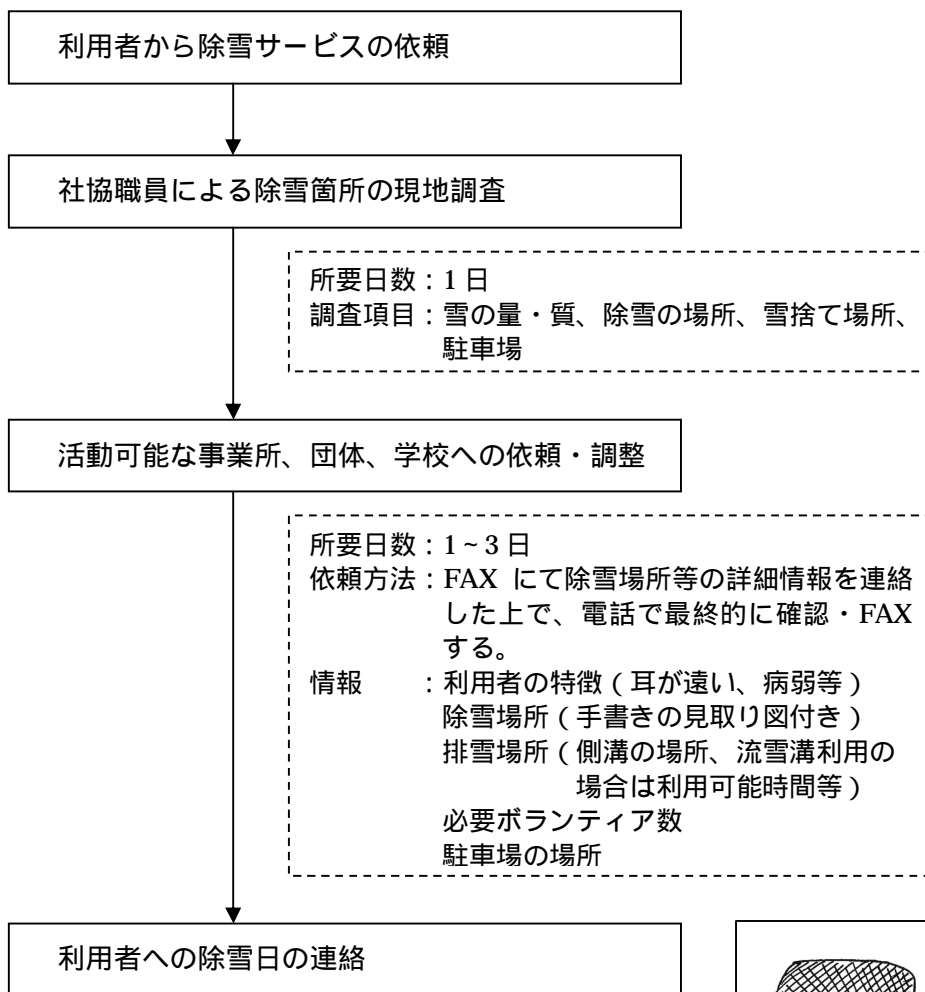 利用者から除雪サービスの依頼
社協職員による除雪箇所の現地調査
所要日数：1日
調査項目：雪の量・質、除雪の場所、雪捨て場所、
駐車場
活動可能な事業所、団体、学校への依頼・調整
所要日数：1~3日
依頼方法：FAX にて除雪場所等の詳細情報を連絡
した上で、電話で最終的に確認・FAX
する。
情報　　：利用者の特徴（耳が遠い、病弱等）
除雪場所（手書きの見取り図付き）
排雪場所（側溝の場所、流雪溝利用の
場合は利用可能時間等）
必要ボランティア数
駐車場の場所
利用者への除雪日の連絡